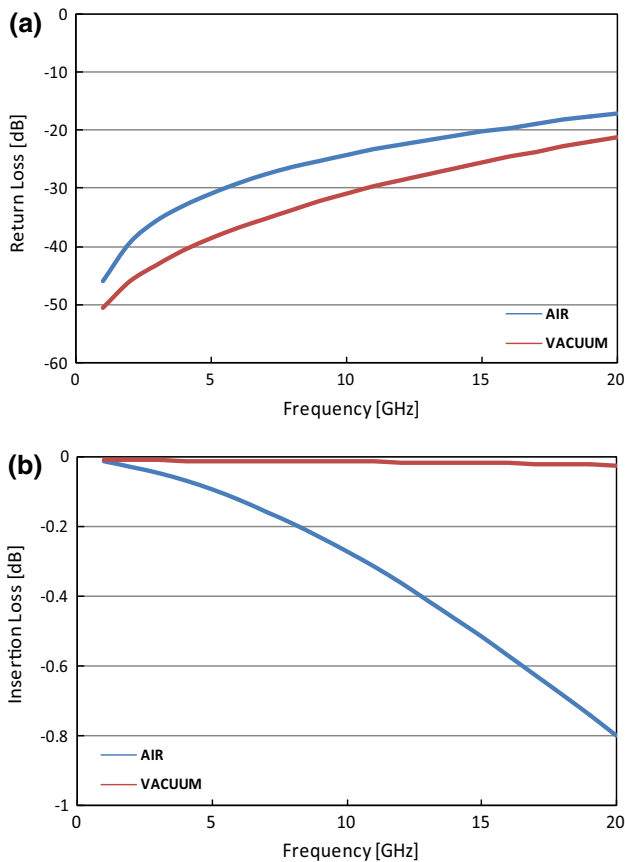 (a)
0
-10
-20
-30
-40
-50
-60
Return Loss [dB]
AIR
VACUUM
0 5 10 15 20
Frequency [GHz]
(b)
0
-0.2
-0.4
-0.6
-0.8
-1
Insertion Loss [dB]
AIR
VACUUM
0 5 10 15 20
Frequency [GHz]